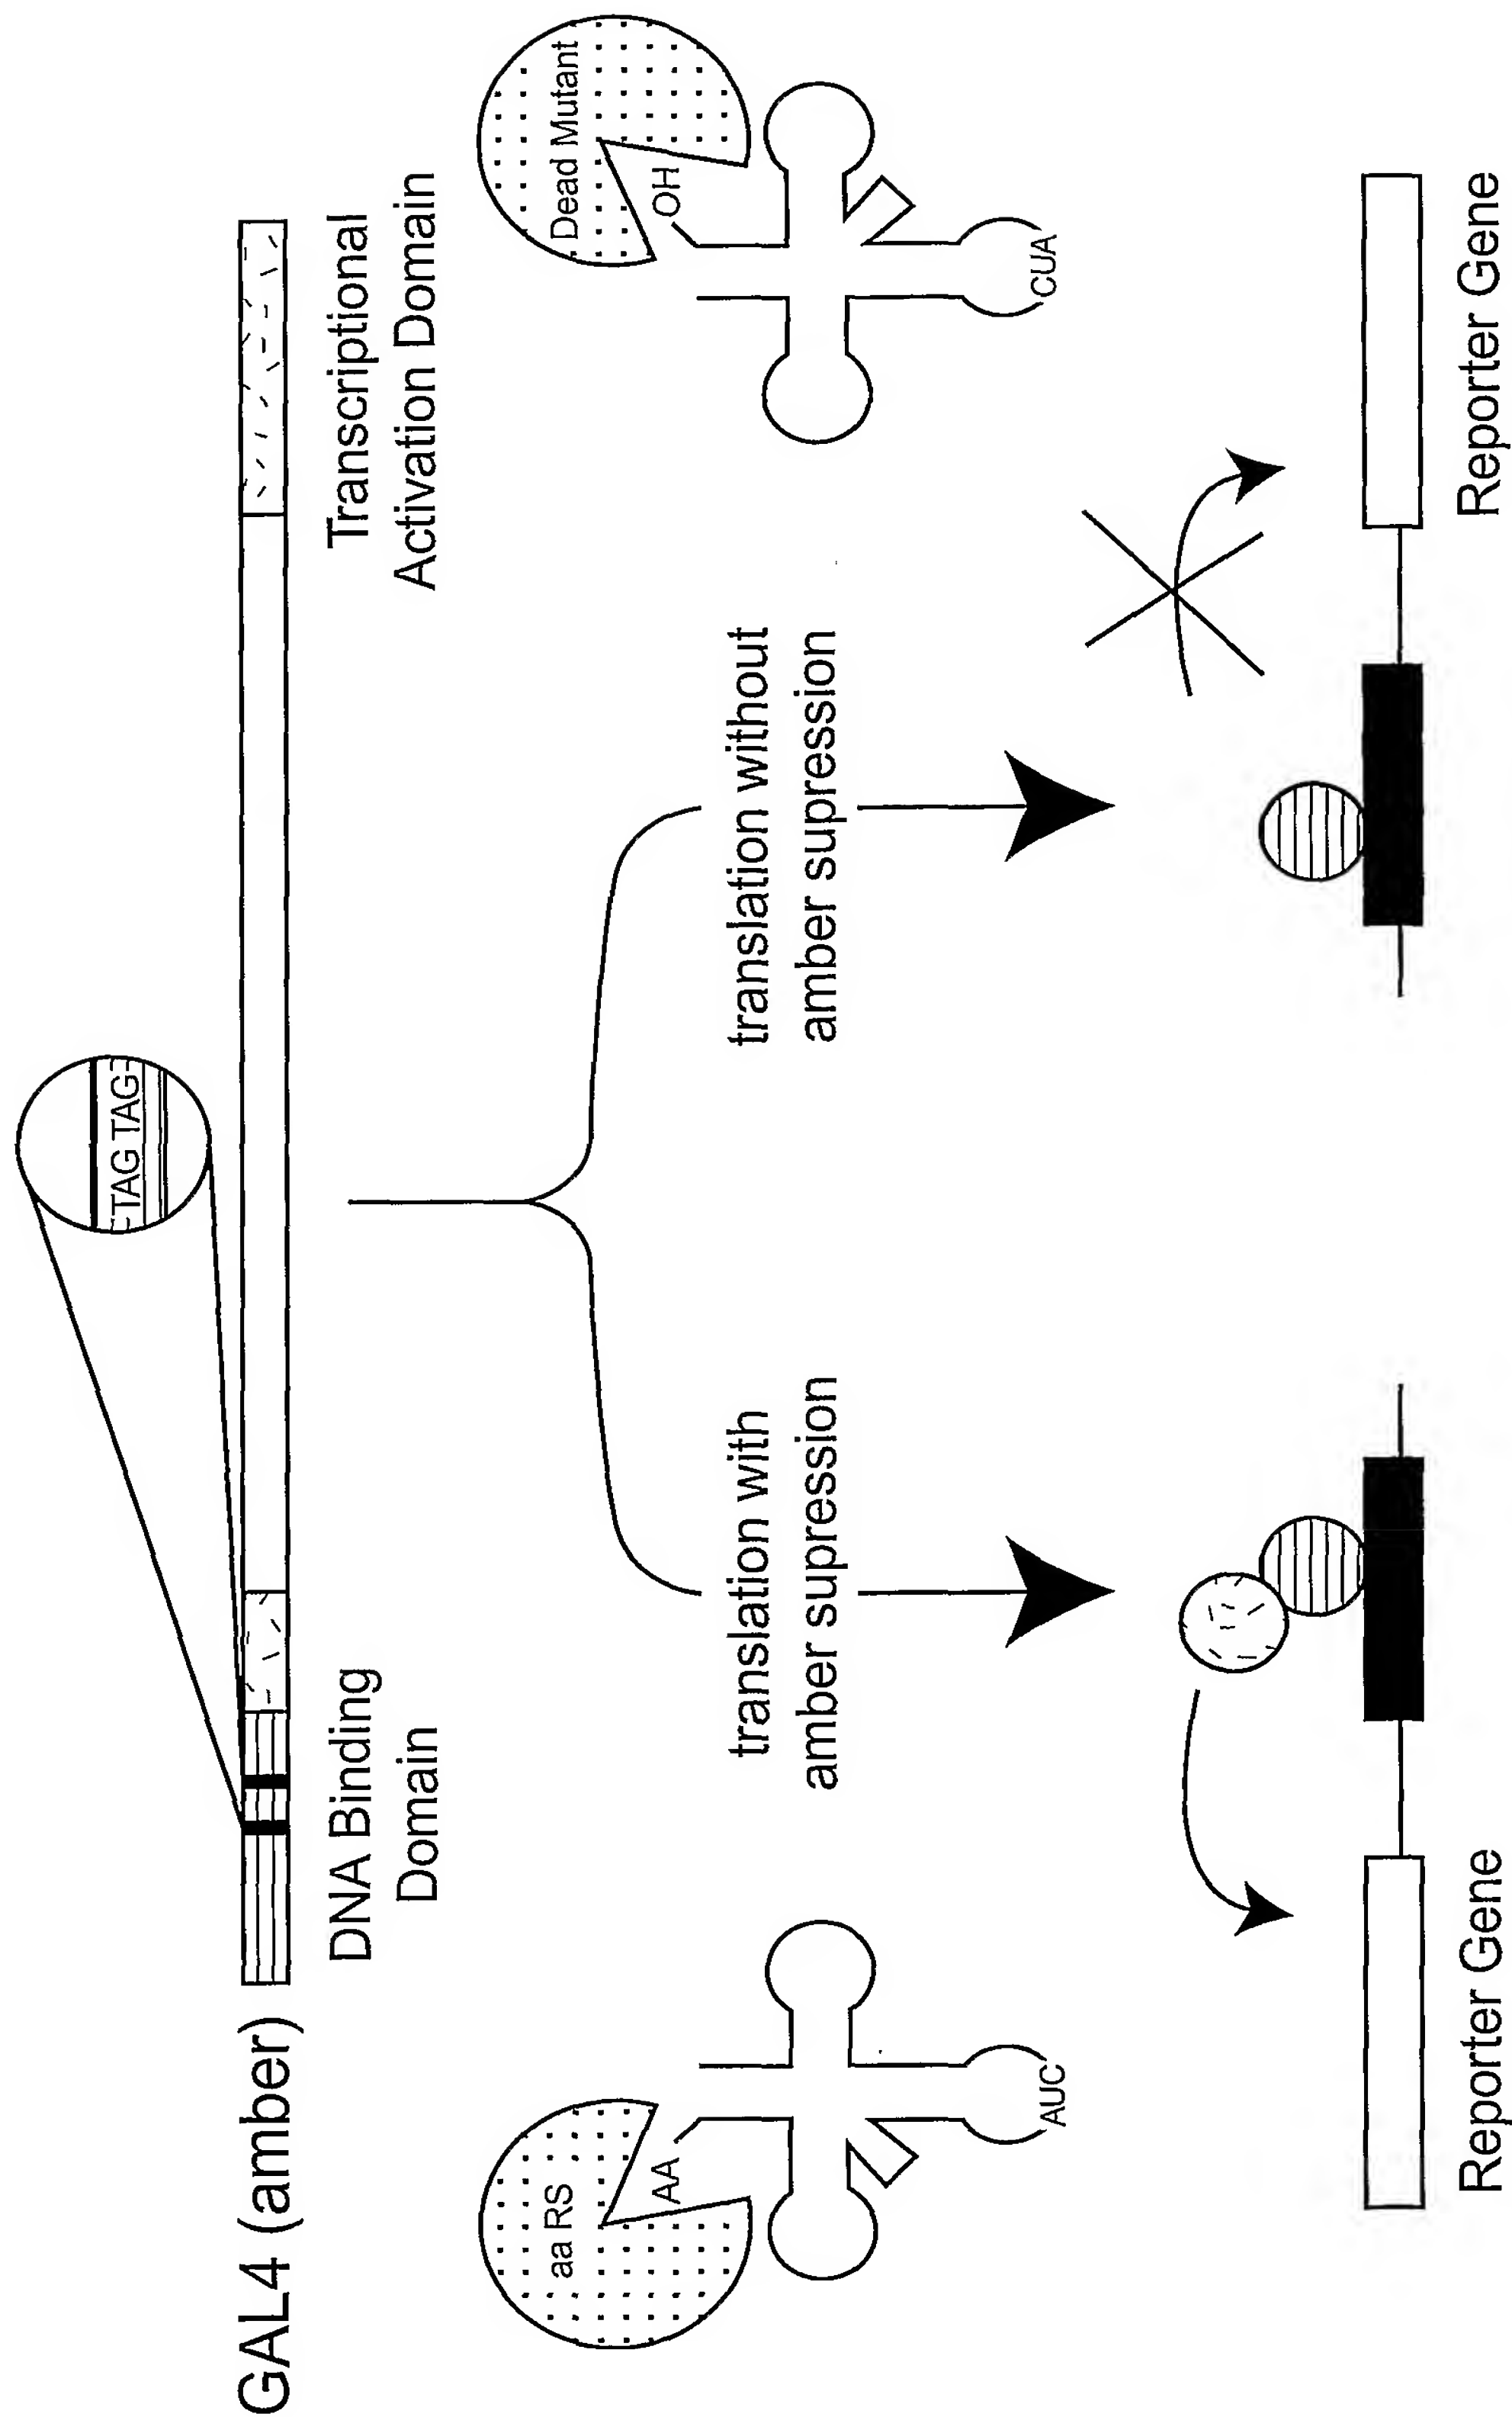 GAL4 (amber)
TAG TAG
DNA Binding
Domain
Transcriptional
Activation Domain
aa RS
AA
AUC
translation with
amber supression
translation without
amber supression
Dead Mutant
OH
CUA
Reporter Gene
Reporter Gene